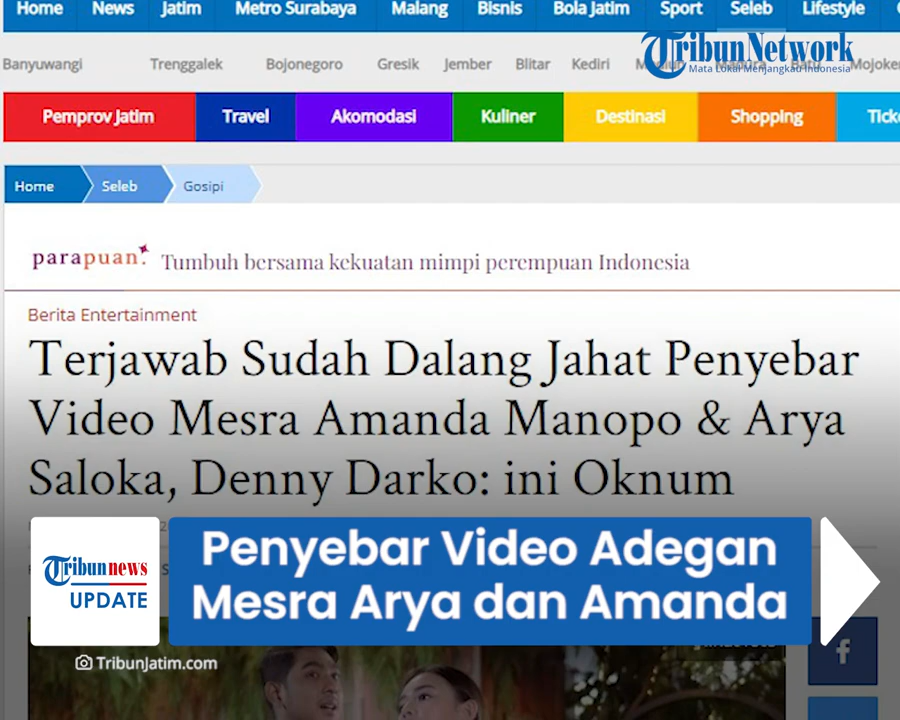 Home News Jatim Metro Surabaya Malang Bisnis Bola Jatim Sport Seleb Lifestyle
Tribun Network
Mata Lokal Menjangkau Indonesia
Banyuwangi Trenggalek Bojonegoro Gresik Jember Blitar Kediri
Pemprov Jatim Travel Akomodasi Kuliner Destinasi Shopping
Home Seleb Gosipi
parapuan. Tumbuh bersama kekuatan mimpi perempuan Indonesia
Berita Entertainment
Terjawab Sudah Dalang Jahat Penyebar
Video Mesra Amanda Manopo & Arya
Saloka, Denny Darko: ini Oknum
Tribunnews
UPDATE
Penyebar Video Adegan
Mesra Arya dan Amanda
TribunJatim.com
f